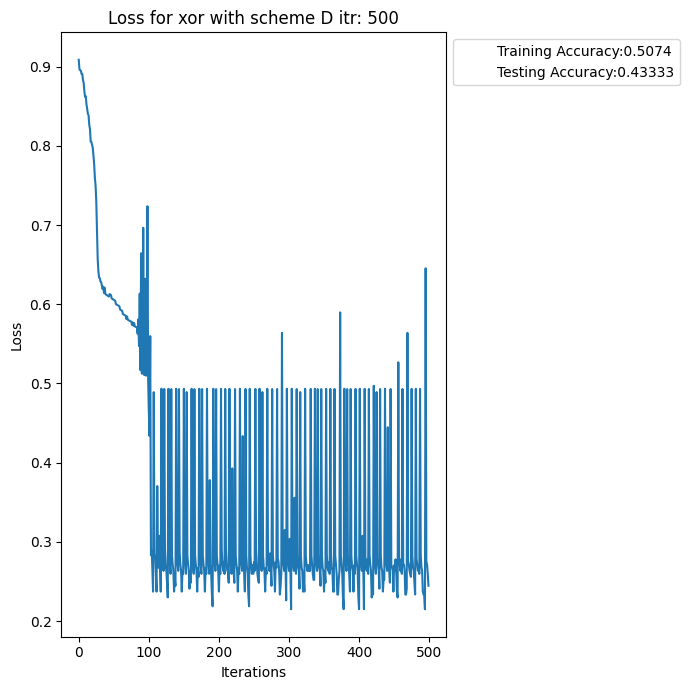 Loss for xor with scheme D itr: 500
Training Accuracy:0.5074
Testing Accuracy:0.43333
0.9
0.8
0.7
0.6
0.5
0.4
0.3
0.2
Loss
0
100
200
300
400
500
Iterations